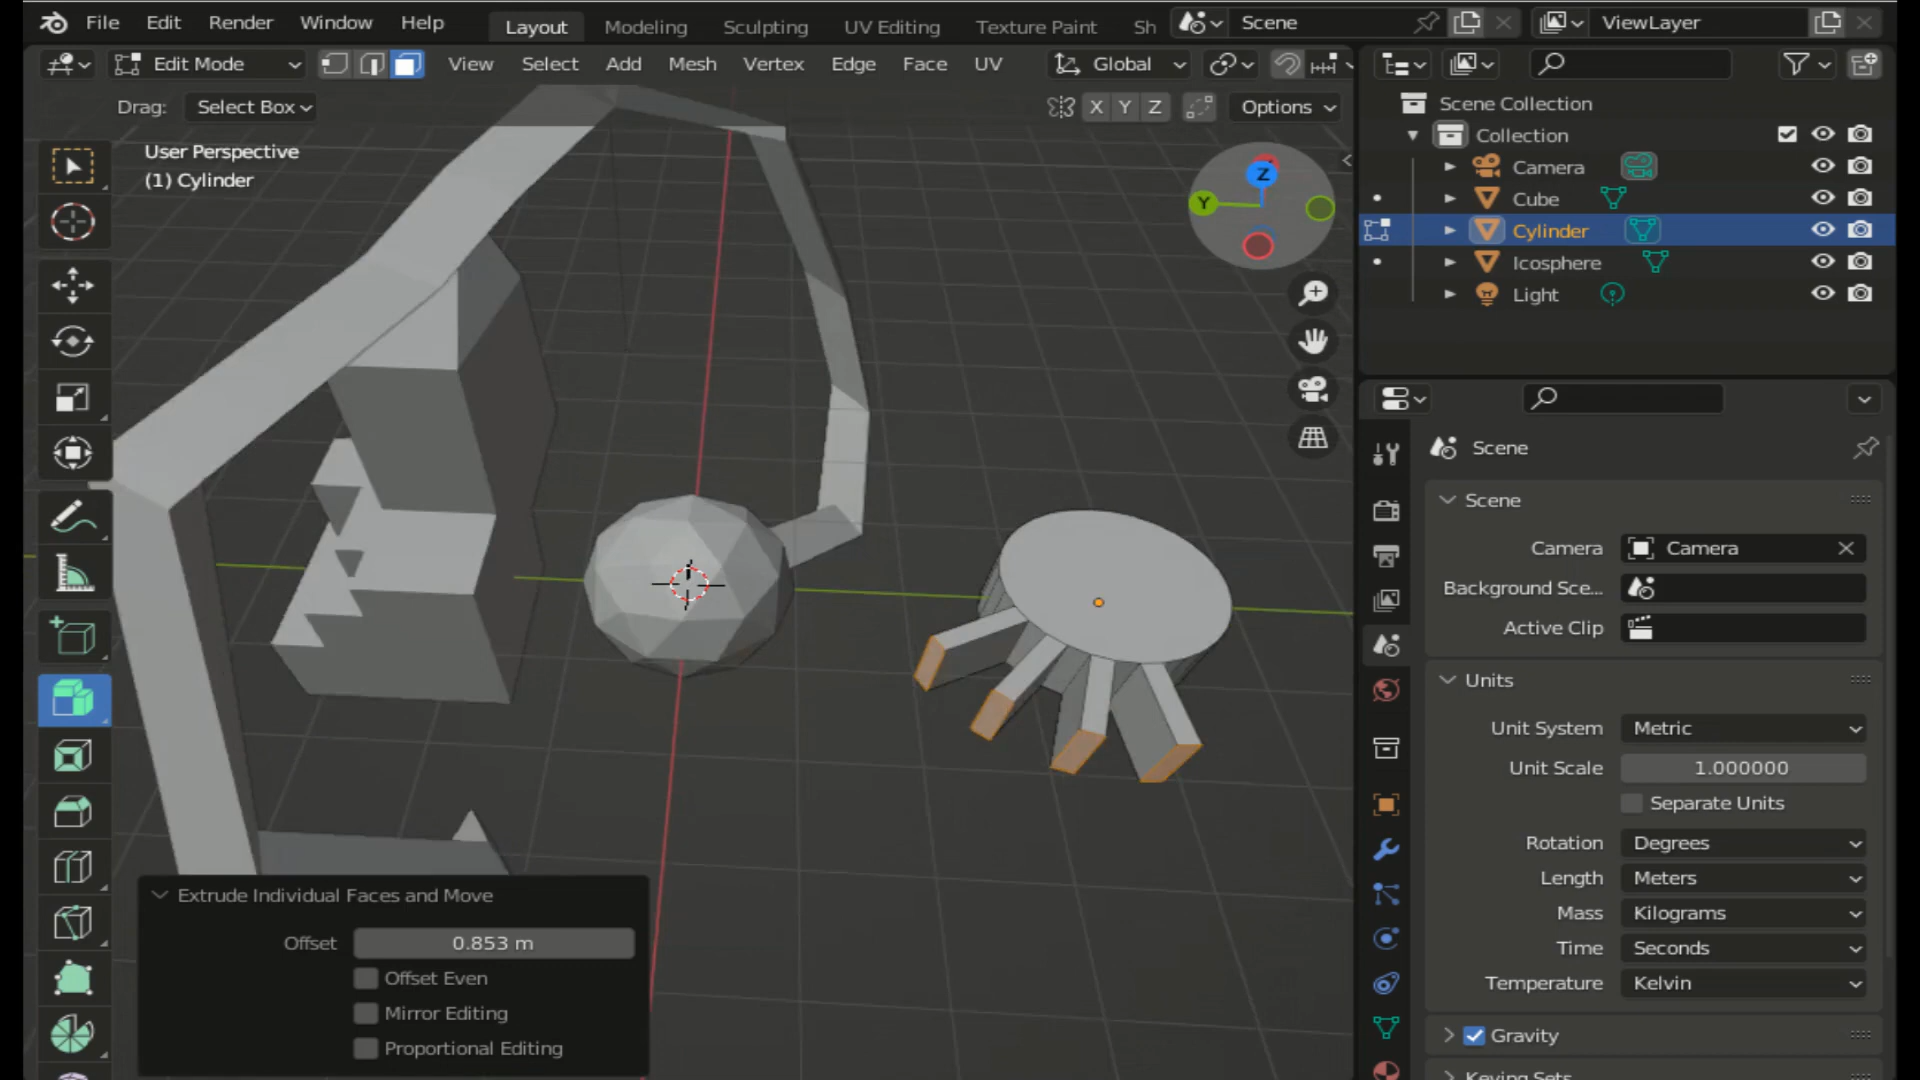 File Edit Render Window Help Layout Modeling Sculpting UV Editing Texture Paint Sh Scene ViewLayer
Edit Mode View Select Add Mesh Vertex Edge Face UV Global
Drag: Select Box X Y Z Options
User Perspective
(1) Cylinder
Z
Y
Extrude Individual Faces and Move
Offset 0.853 m
Offset Even
Mirror Editing
Proportional Editing
Scene Collection
Collection
Camera
Cube
Cylinder
Icosphere
Light
Scene
Scene
Camera Camera
Background Sce...
Active Clip
Units
Unit System Metric
Unit Scale 1.000000
Separate Units
Rotation Degrees
Length Meters
Mass Kilograms
Time Seconds
Temperature Kelvin
Gravity
Keying Sets